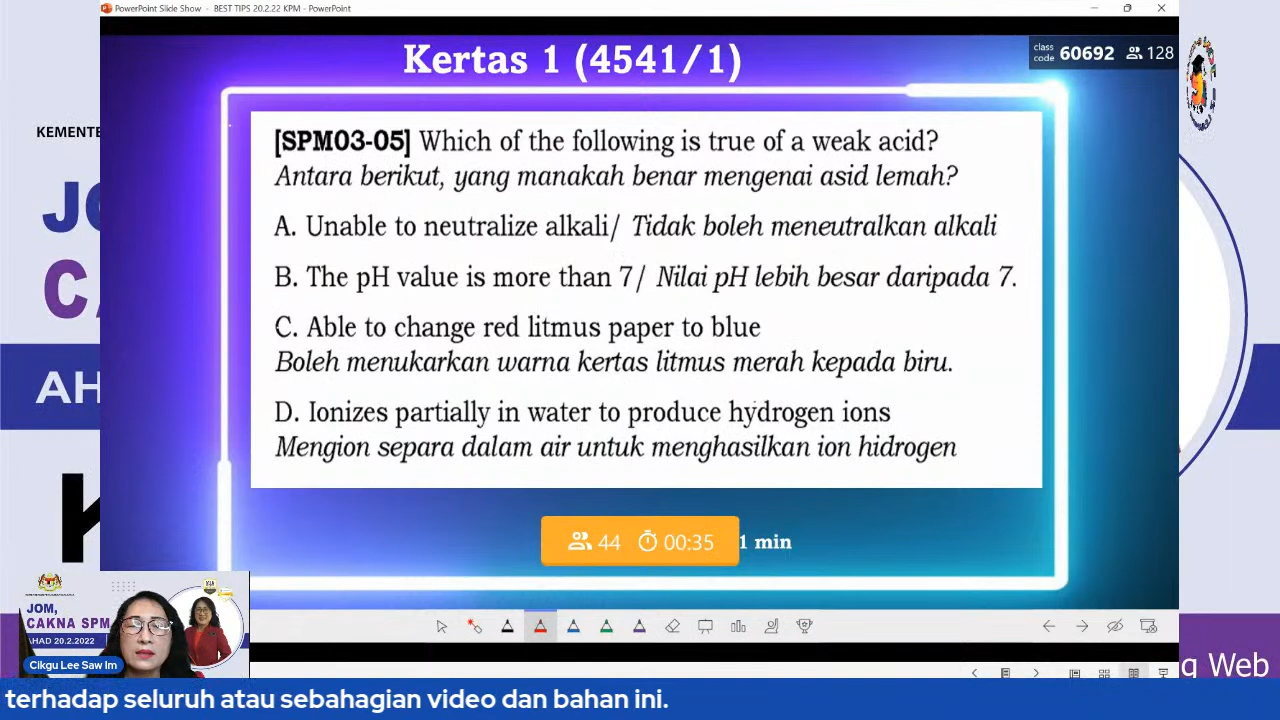 PowerPoint Slide Show - BEST TIPS 20.2.22 KPM - PowerPoint
Kertas 1 (4541/1)
class code 60692 128
KEMENTE
[SPM03-05] Which of the following is true of a weak acid?
Antara berikut, yang manakah benar mengenai asid lemah?
A. Unable to neutralize alkali/ Tidak boleh meneutralkan alkali
B. The pH value is more than 7/ Nilai pH lebih besar daripada 7.
C. Able to change red litmus paper to blue
Boleh menukarkan warna kertas litmus merah kepada biru.
D. Ionizes partially in water to produce hydrogen ions
Mengion separa dalam air untuk menghasilkan ion hidrogen
JO
C
AH
K
44 00:35 1 min
JOM,
CAKNA SPM
AHAD 20.2.2022
Cikgu Lee Saw Im
g Web
terhadap seluruh atau sebahagian video dan bahan ini.